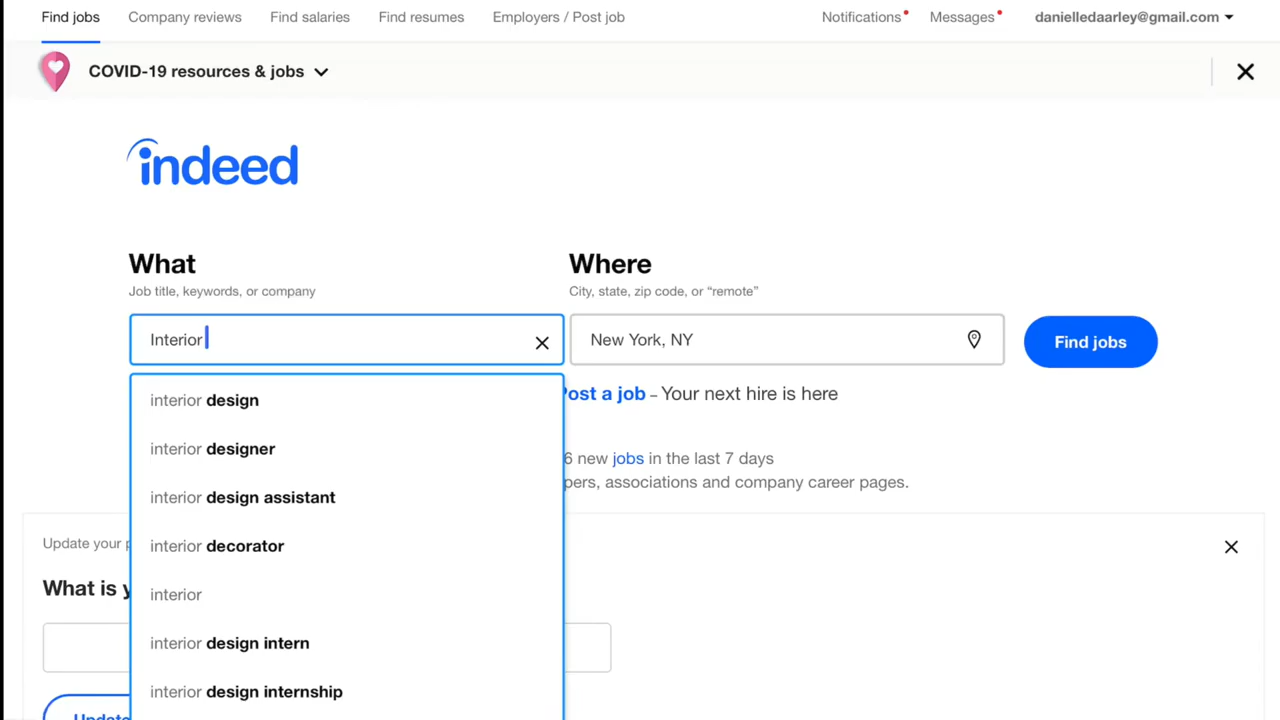 Find jobs Company reviews Find salaries Find resumes Employers / Post job Notifications Messages danielledaarley@gmail.com
COVID-19 resources & jobs
indeed
What Where
Job title, keywords, or company City, state, zip code, or “remote”
Interior New York, NY Find jobs
Post a job – Your next hire is here
interior design
interior designer
6 new jobs in the last 7 days
pers, associations and company career pages.
interior design assistant
Update your p
interior decorator
What is y
interior
interior design intern
interior design internship
Update